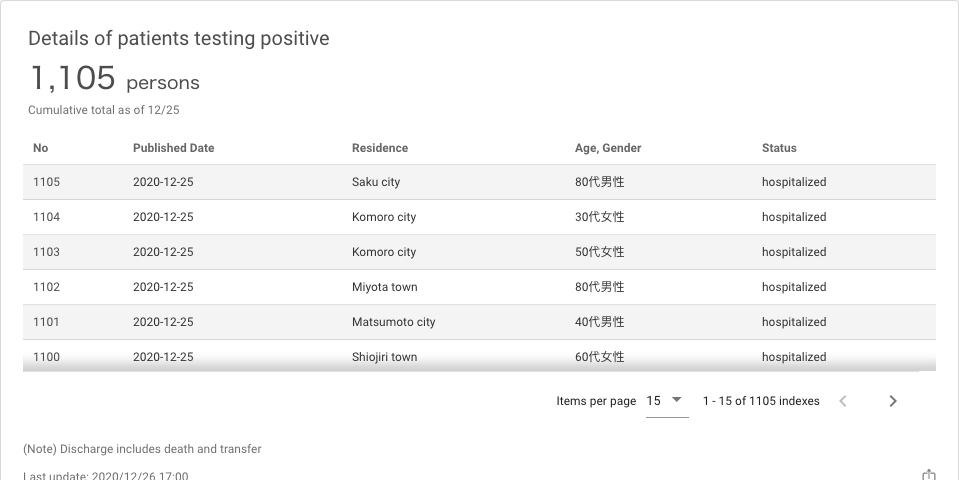 Details of patients testing positive
1,105 persons
Cumulative total as of 12/25
No Published Date Residence Age, Gender Status
1105 2020-12-25 Saku city 80代男性 hospitalized
1104 2020-12-25 Komoro city 30代女性 hospitalized
1103 2020-12-25 Komoro city 50代女性 hospitalized
1102 2020-12-25 Miyota town 80代男性 hospitalized
1101 2020-12-25 Matsumoto city 40代男性 hospitalized
1100 2020-12-25 Shiojiri town 60代女性 hospitalized
Items per page 15 1 - 15 of 1105 indexes
(Note) Discharge includes death and transfer
Last update: 2020/12/26 17:00